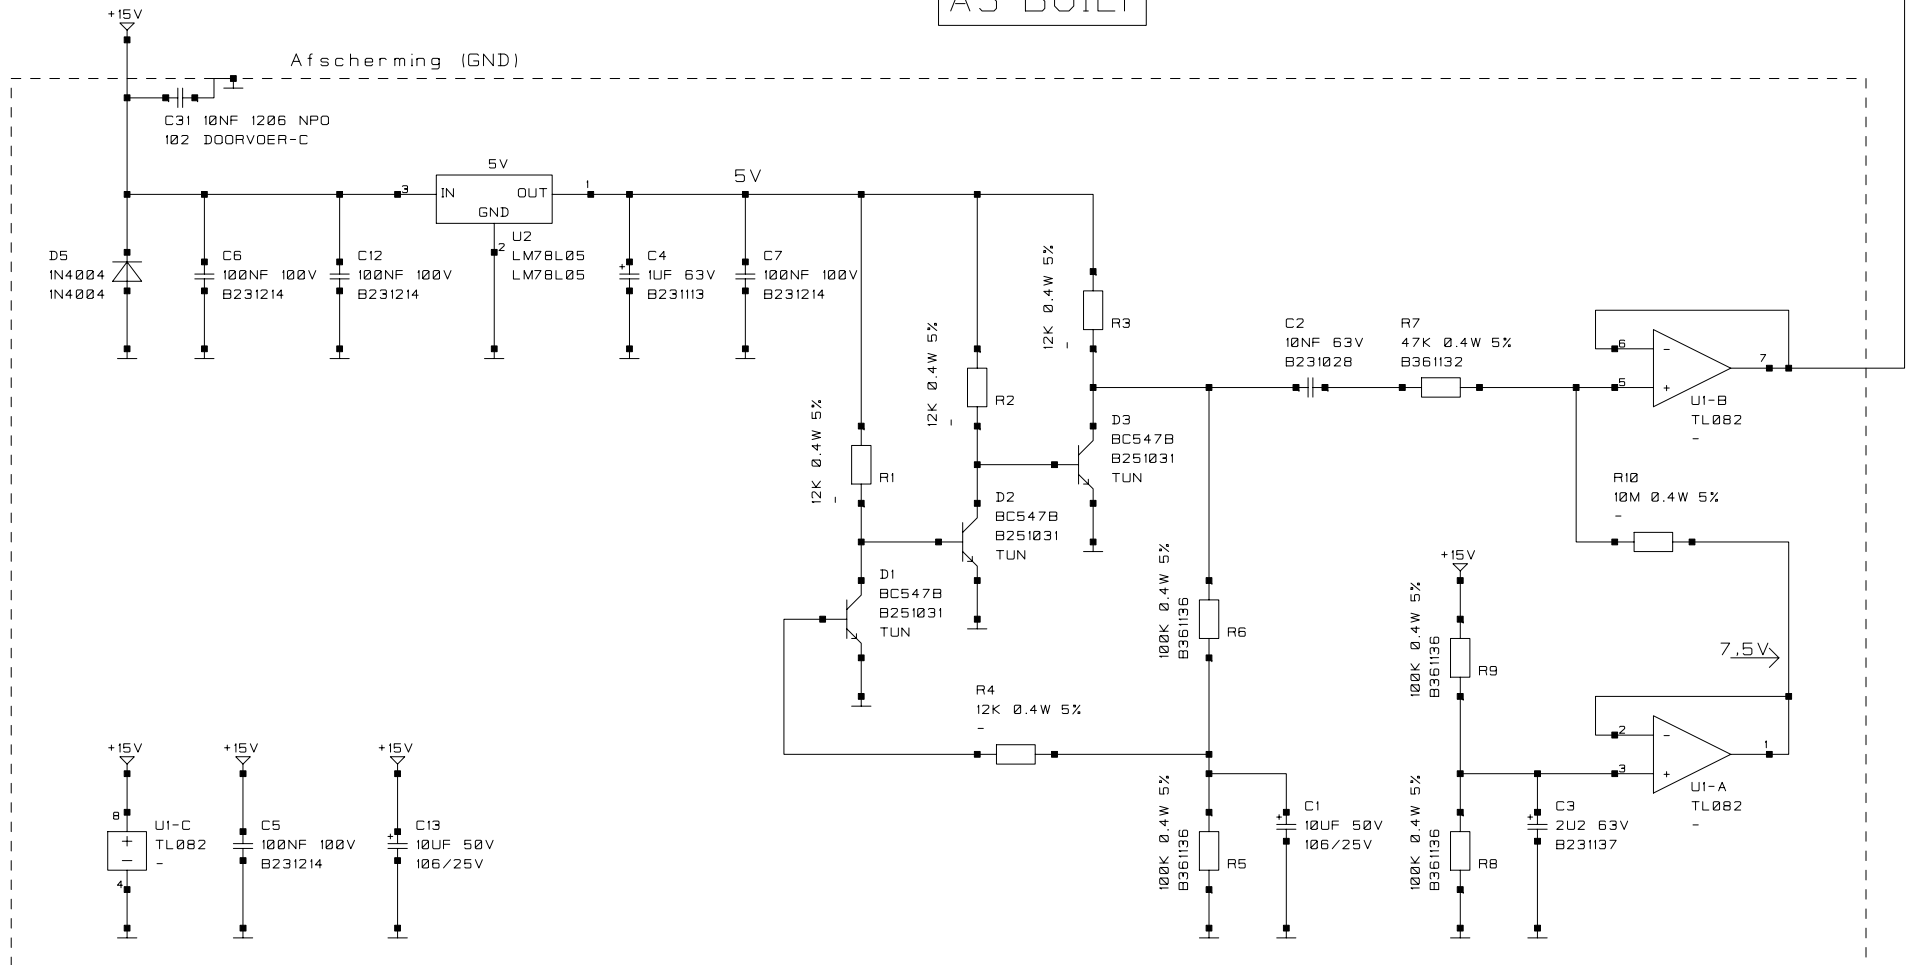 AS BUILT
+15V
Afscherming (GND)
C31 10NF 1206 NPO
102 DOORVOER-C
5V
3
IN
OUT
1
GND
2
U2
LM78L05
LM78L05
5V
D5
1N4004
1N4004
C6
100NF 100V
B231214
C12
100NF 100V
B231214
C4
+
1UF 63V
B231113
C7
100NF 100V
B231214
12K 0.4W 5%
-
R3
12K 0.4W 5%
-
R2
12K 0.4W 5%
-
R1
C2
10NF 63V
B231028
R7
47K 0.4W 5%
B361132
6
-
5
+
7
U1-B
TL082
-
D3
BC547B
B251031
TUN
D2
BC547B
B251031
TUN
D1
BC547B
B251031
TUN
R10
10M 0.4W 5%
-
100K 0.4W 5%
B361136
R6
+15V
100K 0.4W 5%
B361136
R9
7,5V
R4
12K 0.4W 5%
-
2
-
3
+
1
U1-A
TL082
-
+15V
8
+
-
4
U1-C
TL082
-
+15V
C5
100NF 100V
B231214
+15V
+
C13
10UF 50V
106/25V
100K 0.4W 5%
B361136
R5
+
C1
10UF 50V
106/25V
100K 0.4W 5%
B361136
R8
+
C3
2U2 63V
B231137